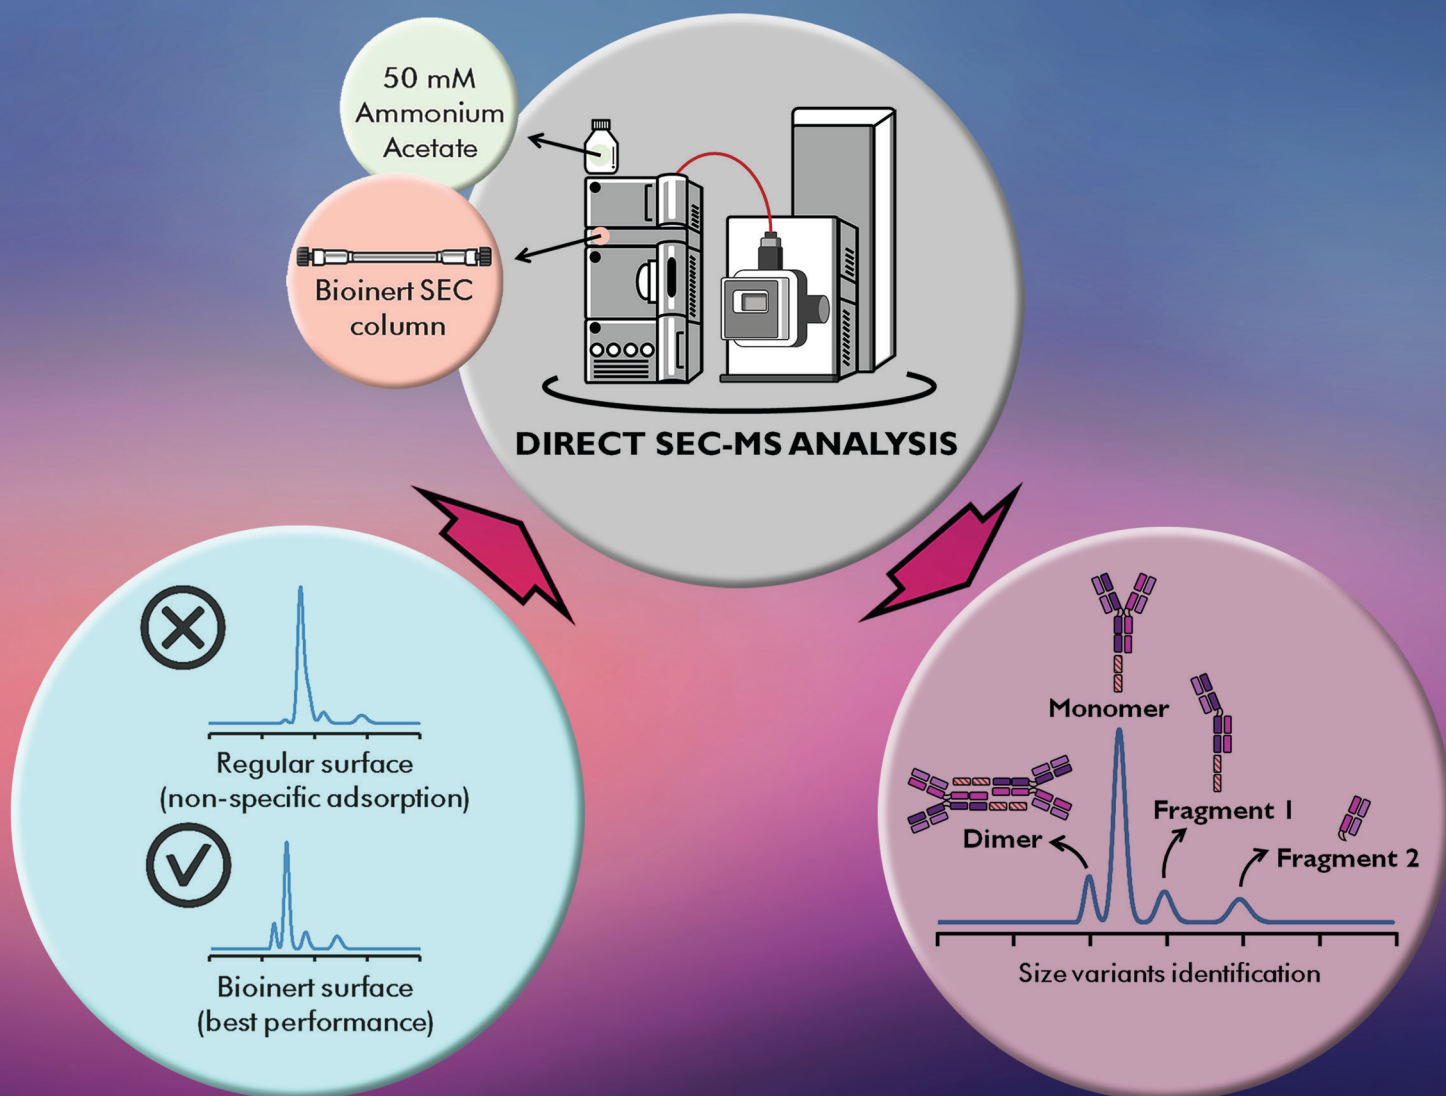 50 mM
Ammonium
Acetate
Bioinert SEC
column
DIRECT SEC-MS ANALYSIS
Regular surface
(non-specific adsorption)
Bioinert surface
(best performance)
Monomer
Fragment 1
Dimer
Fragment 2
Size variants identification